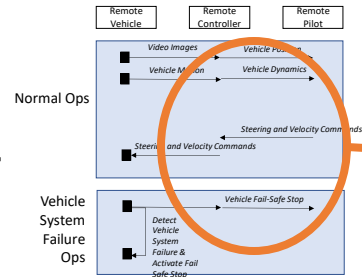 Remote Vehicle
Remote Controller
Remote Pilot
Normal Ops
Video Images
Vehicle Position
Vehicle Motion
Vehicle Dynamics
Steering and Velocity Commands
Steering and Velocity Commands
Vehicle
System
Failure
Ops
Vehicle Fail-Safe Stop
Detect
Vehicle
System
Failure &
Activate Fail
Safe Stop